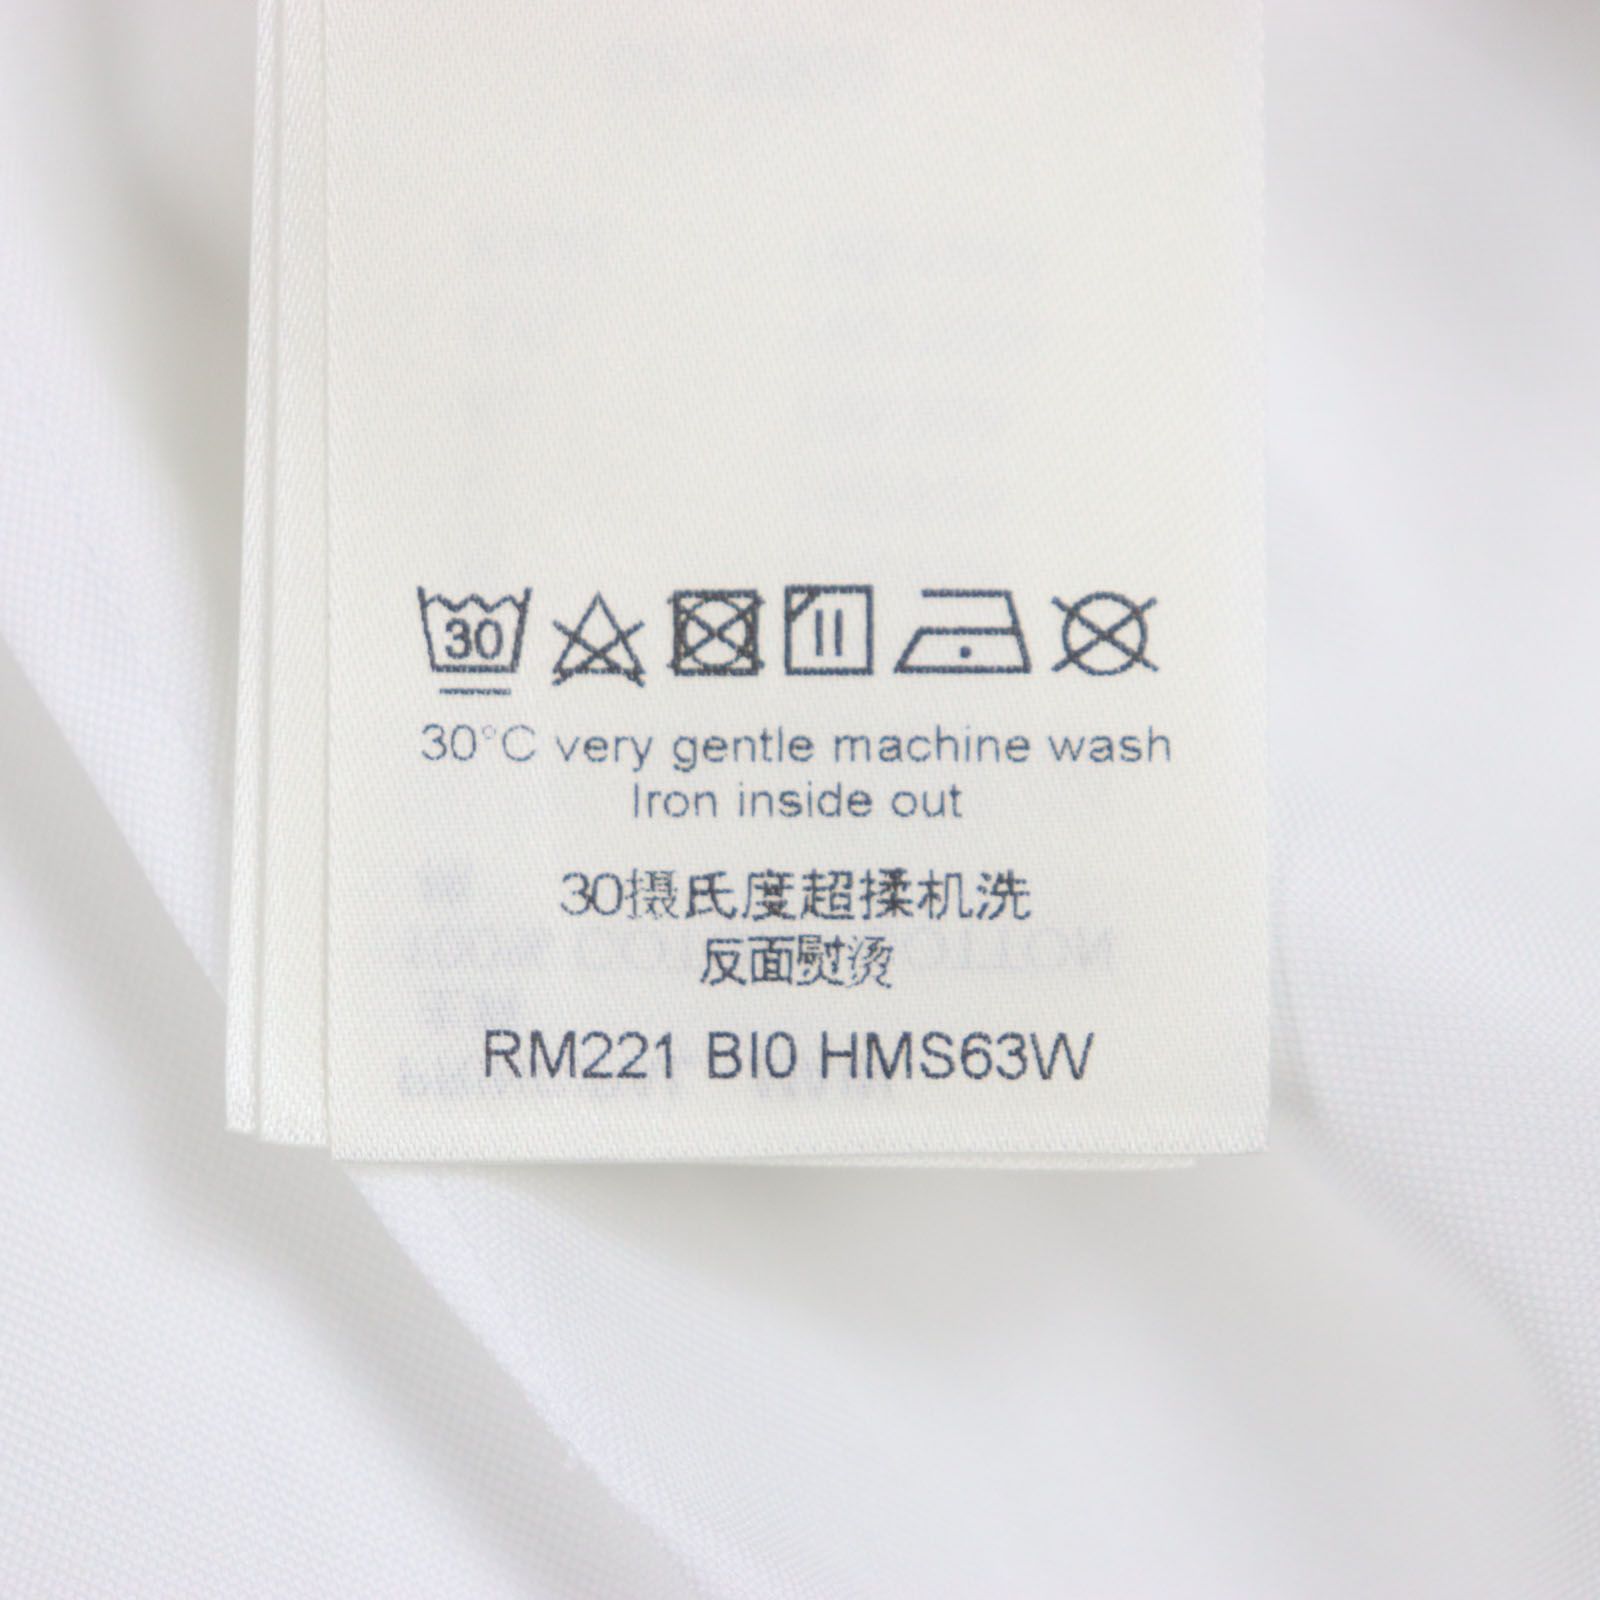 30
30°C very gentle machine wash
Iron inside out
30摄氏度超揉机洗
反面熨烫
RM221 BI0 HMS63W